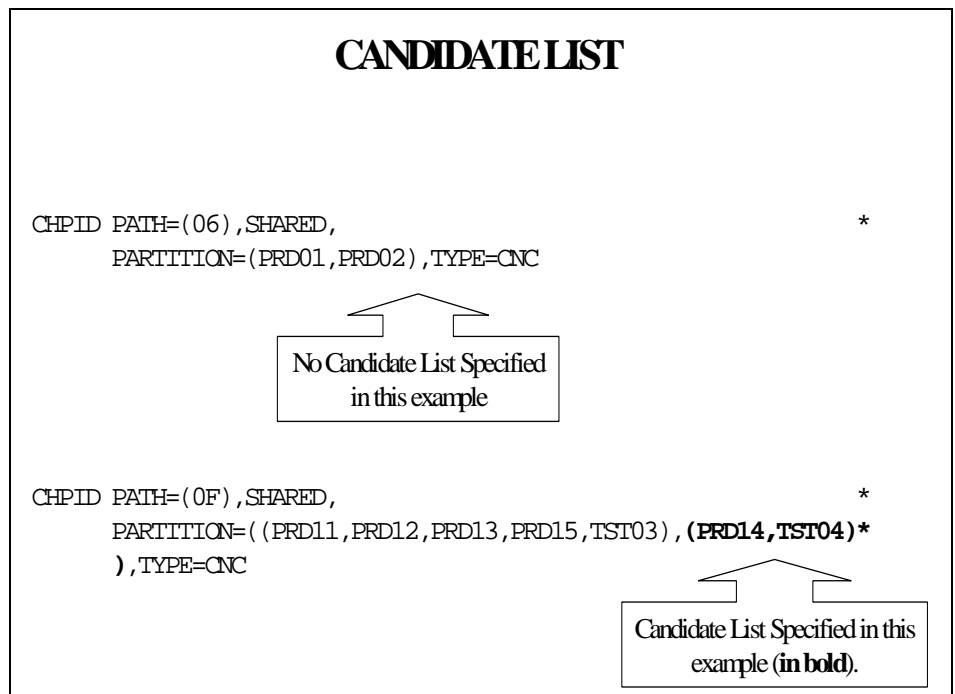 CANDIDATE LIST
CHPID PATH=(06),SHARED, *
PARTITION=(PRD01,PRD02),TYPE=CNC
No Candidate List Specified
in this example
CHPID PATH=(0F),SHARED, *
PARTITION=((PRD11,PRD12,PRD13,PRD15,TST03),(PRD14,TST04)*
),TYPE=CNC
Candidate List Specified in this
example (in bold).